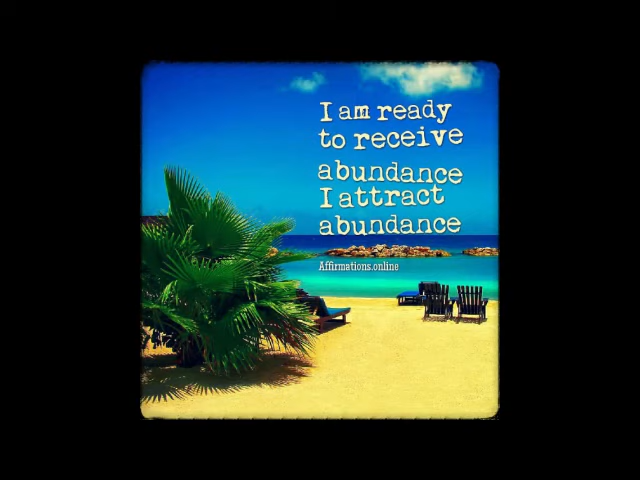 I am ready
to receive
abundance
I attract
abundance
Affirmations.online